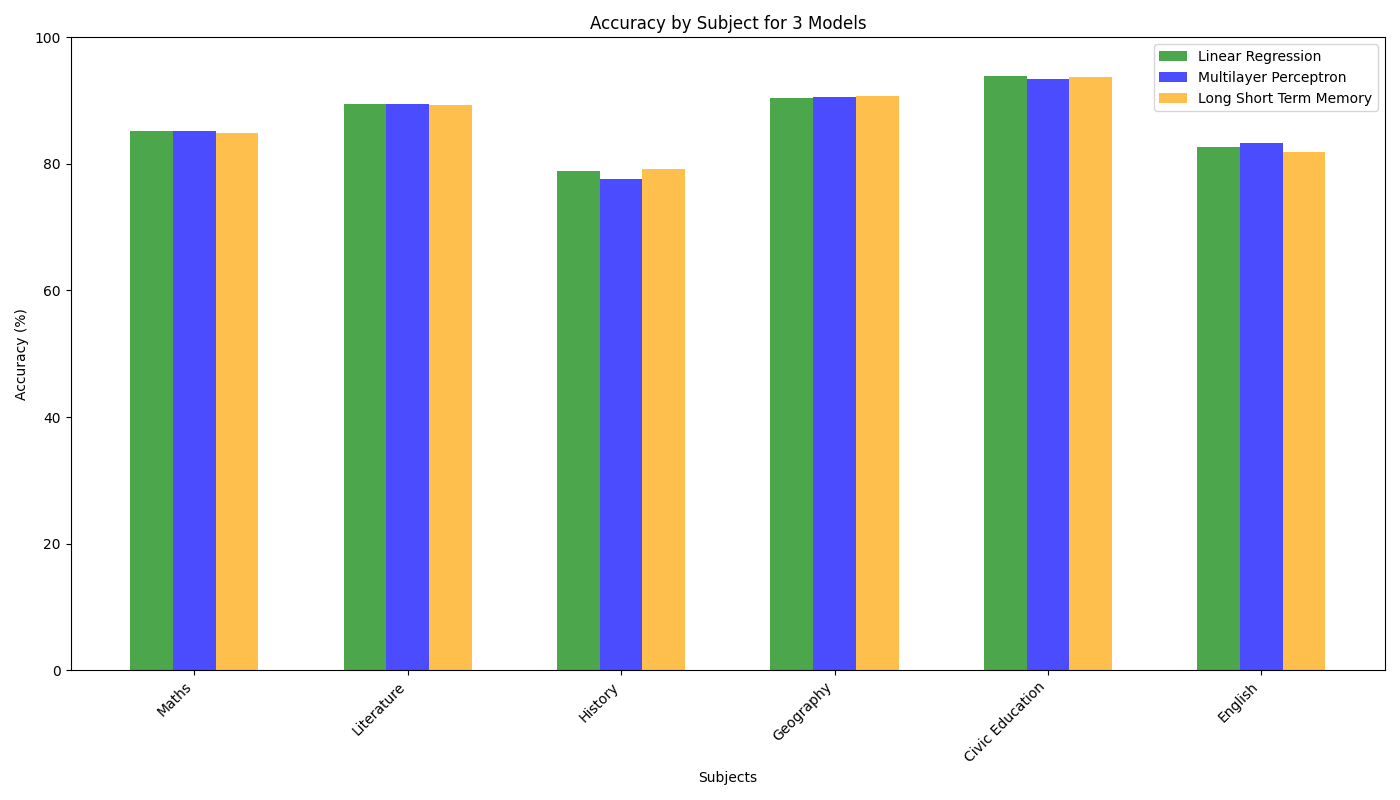 Accuracy by Subject for 3 Models
Linear Regression
Multilayer Perceptron
Long Short Term Memory
Accuracy (%)
100
80
60
40
20
0
Maths
Literature
History
Geography
Civic Education
English
Subjects